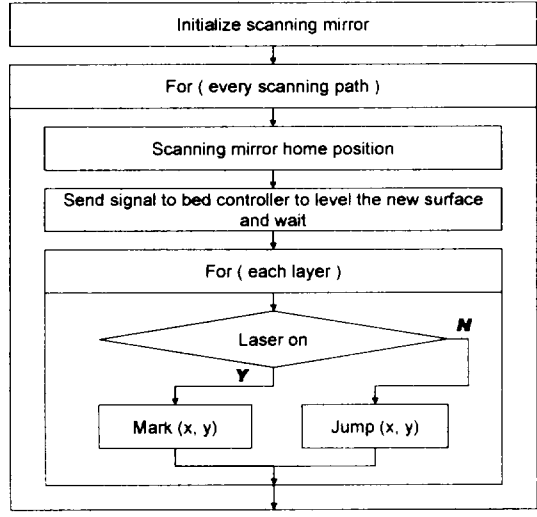 Initialize scanning mirror
For ( every scanning path )
Scanning mirror home position
Send signal to bed controller to level the new surface
and wait
For ( each layer )
Laser on
N
Y
Mark (x, y)
Jump (x, y)